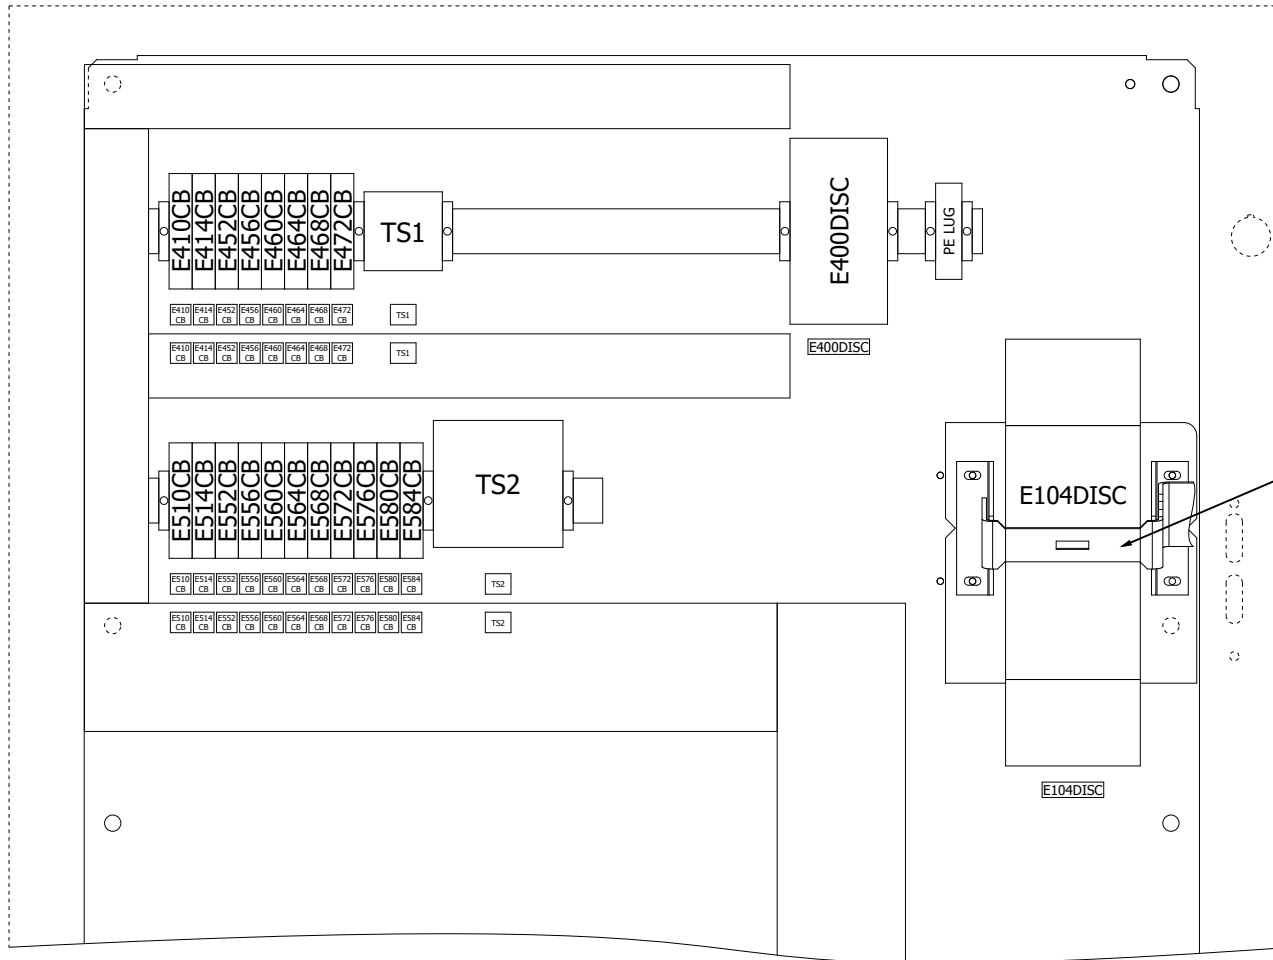 E410CB
E414CB
E452CB
E456CB
E460CB
E464CB
E468CB
E472CB
TS1
E400DISC
PE LUG
E410 CB
E414 CB
E452 CB
E456 CB
E460 CB
E464 CB
E468 CB
E472 CB
TS1
E400DISC
E410 CB
E414 CB
E452 CB
E456 CB
E460 CB
E464 CB
E468 CB
E472 CB
TS1
E510CB
E514CB
E552CB
E556CB
E560CB
E564CB
E568CB
E572CB
E576CB
E580CB
E584CB
TS2
E104DISC
E510 CB
E514 CB
E552 CB
E556 CB
E560 CB
E564 CB
E568 CB
E572 CB
E576 CB
E580 CB
E584 CB
TS2
E510 CB
E514 CB
E552 CB
E556 CB
E560 CB
E564 CB
E568 CB
E572 CB
E576 CB
E580 CB
E584 CB
TS2
E104DISC